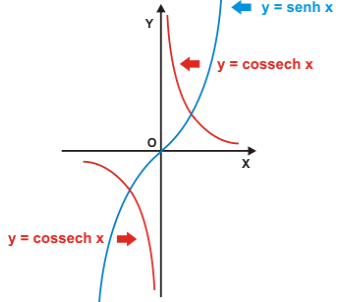 y = senh x
Y
y = cossech x
O
X
y = cossech x